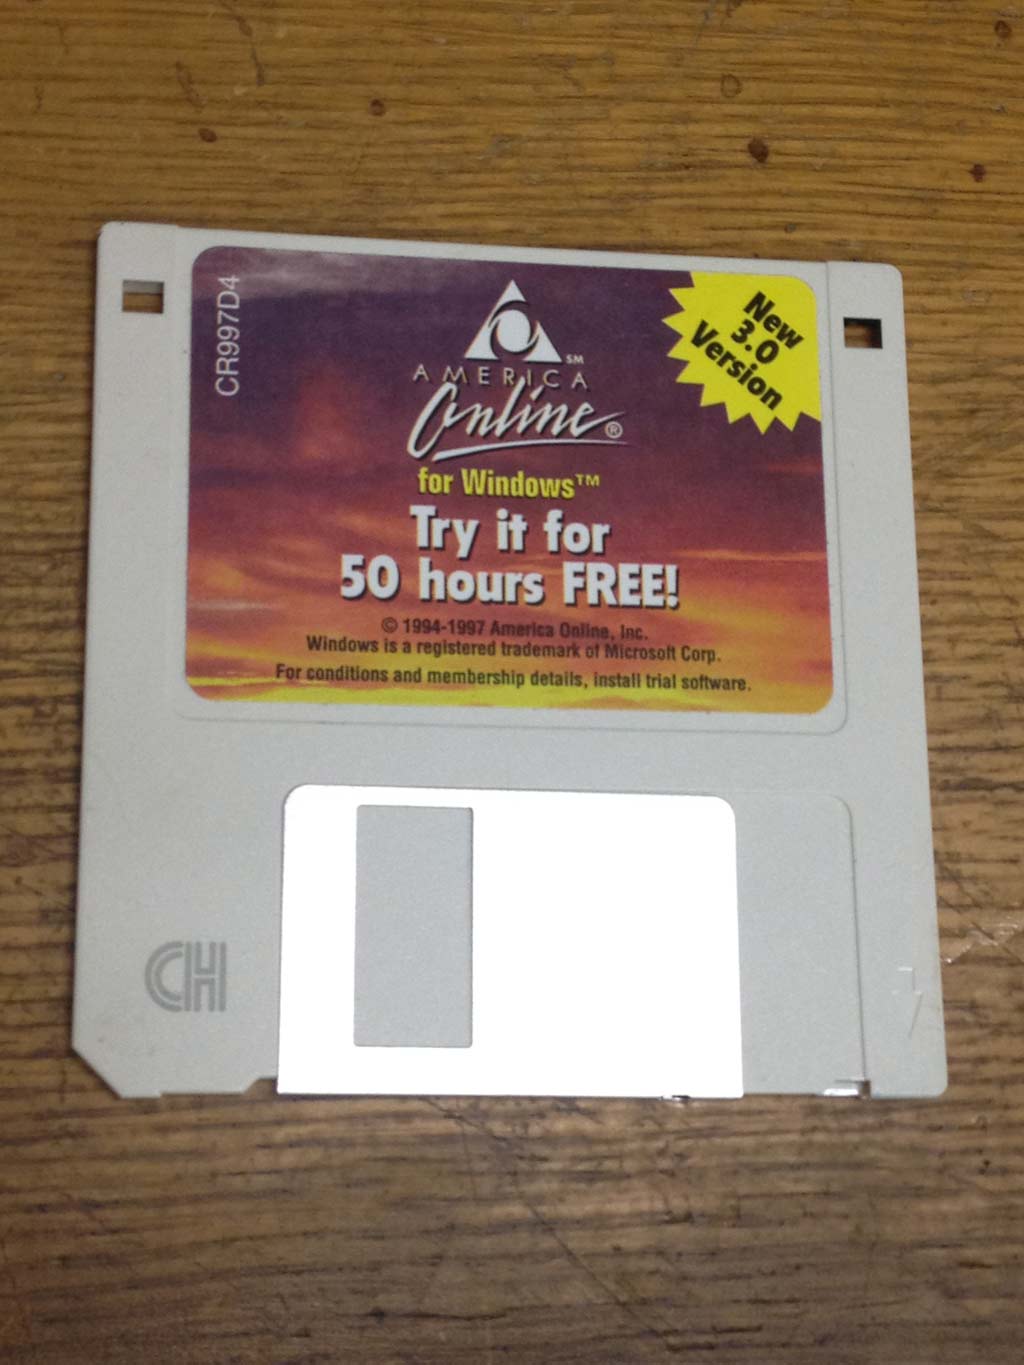 CR997D4
AMERICA
Online®
SM
for Windows™
Try it for
50 hours FREE!
© 1994-1997 America Online, Inc.
Windows is a registered trademark of Microsoft Corp.
For conditions and membership details, install trial software.
New
3.0
Version
CH